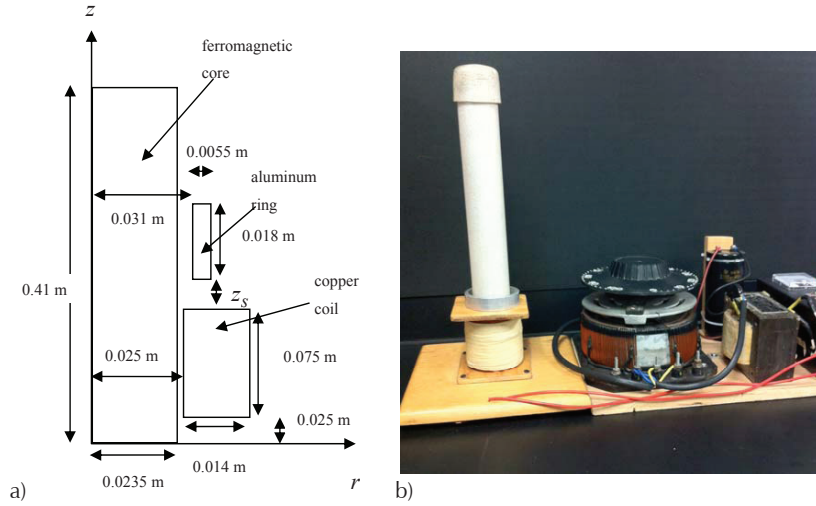 z
ferromagnetic
core
0.0055 m
aluminum
ring
0.031 m
0.018 m
0.41 m
z_s
copper
coil
0.025 m
0.075 m
0.025 m
0.014 m
0.0235 m
r
a)
b)